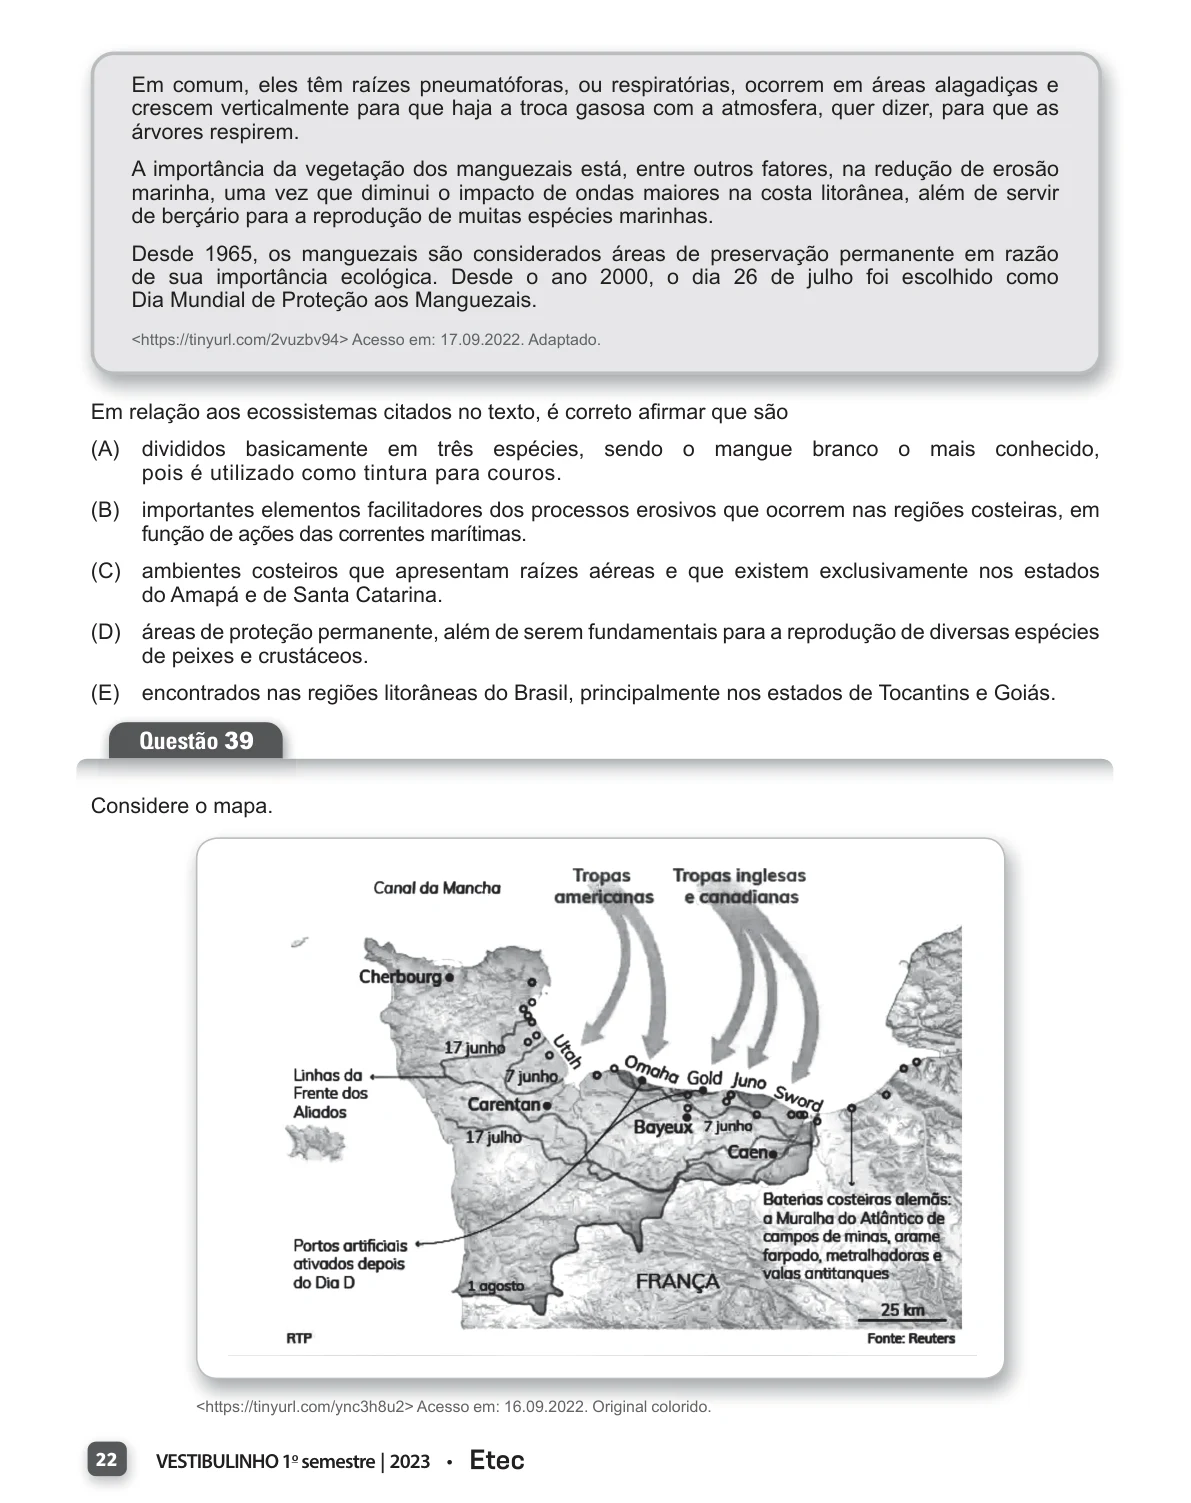 Em comum, eles têm raízes pneumatóforas, ou respiratórias, ocorrem em áreas alagadiças e
crescem verticalmente para que haja a troca gasosa com a atmosfera, quer dizer, para que as
árvores respirem.
A importância da vegetação dos manguezais está, entre outros fatores, na redução de erosão
marinha, uma vez que diminui o impacto de ondas maiores na costa litorânea, além de servir
de berçário para a reprodução de muitas espécies marinhas.
Desde 1965, os manguezais são considerados áreas de preservação permanente em razão
de sua importância ecológica. Desde o ano 2000, o dia 26 de julho foi escolhido como
Dia Mundial de Proteção aos Manguezais.
<https://tinyurl.com/2vuzbv94> Acesso em: 17.09.2022. Adaptado.
Em relação aos ecossistemas citados no texto, é correto afirmar que são
(A) divididos basicamente em três espécies, sendo o mangue branco o mais conhecido,
pois é utilizado como tintura para couros.
(B) importantes elementos facilitadores dos processos erosivos que ocorrem nas regiões costeiras, em
função de ações das correntes marítimas.
(C) ambientes costeiros que apresentam raízes aéreas e que existem exclusivamente nos estados
do Amapá e de Santa Catarina.
(D) áreas de proteção permanente, além de serem fundamentais para a reprodução de diversas espécies
de peixes e crustáceos.
(E) encontrados nas regiões litorâneas do Brasil, principalmente nos estados de Tocantins e Goiás.
Questão 39
Considere o mapa.
Canal da Mancha
Tropas
americanas
Tropas inglesas
e canadianas
Cherbourg
17 junho
Utah
Omaha
Gold
Juno
Sword
Linhas da
Frente dos
Aliados
7 junho
Carentan
17 julho
Bayeux
7 junho
Caen
Baterias costeiras alemãs:
a Muralha do Atlântico de
campos de minas, arame
farpado, metralhadoras e
valas antitanques
Portos artificiais
ativados depois
do Dia D
1 agosto
FRANÇA
25 km
RTP
Fonte: Reuters
<https://tinyurl.com/ync3h8u2> Acesso em: 16.09.2022. Original colorido.
22
VESTIBULINHO 1º semestre | 2023 • Etec